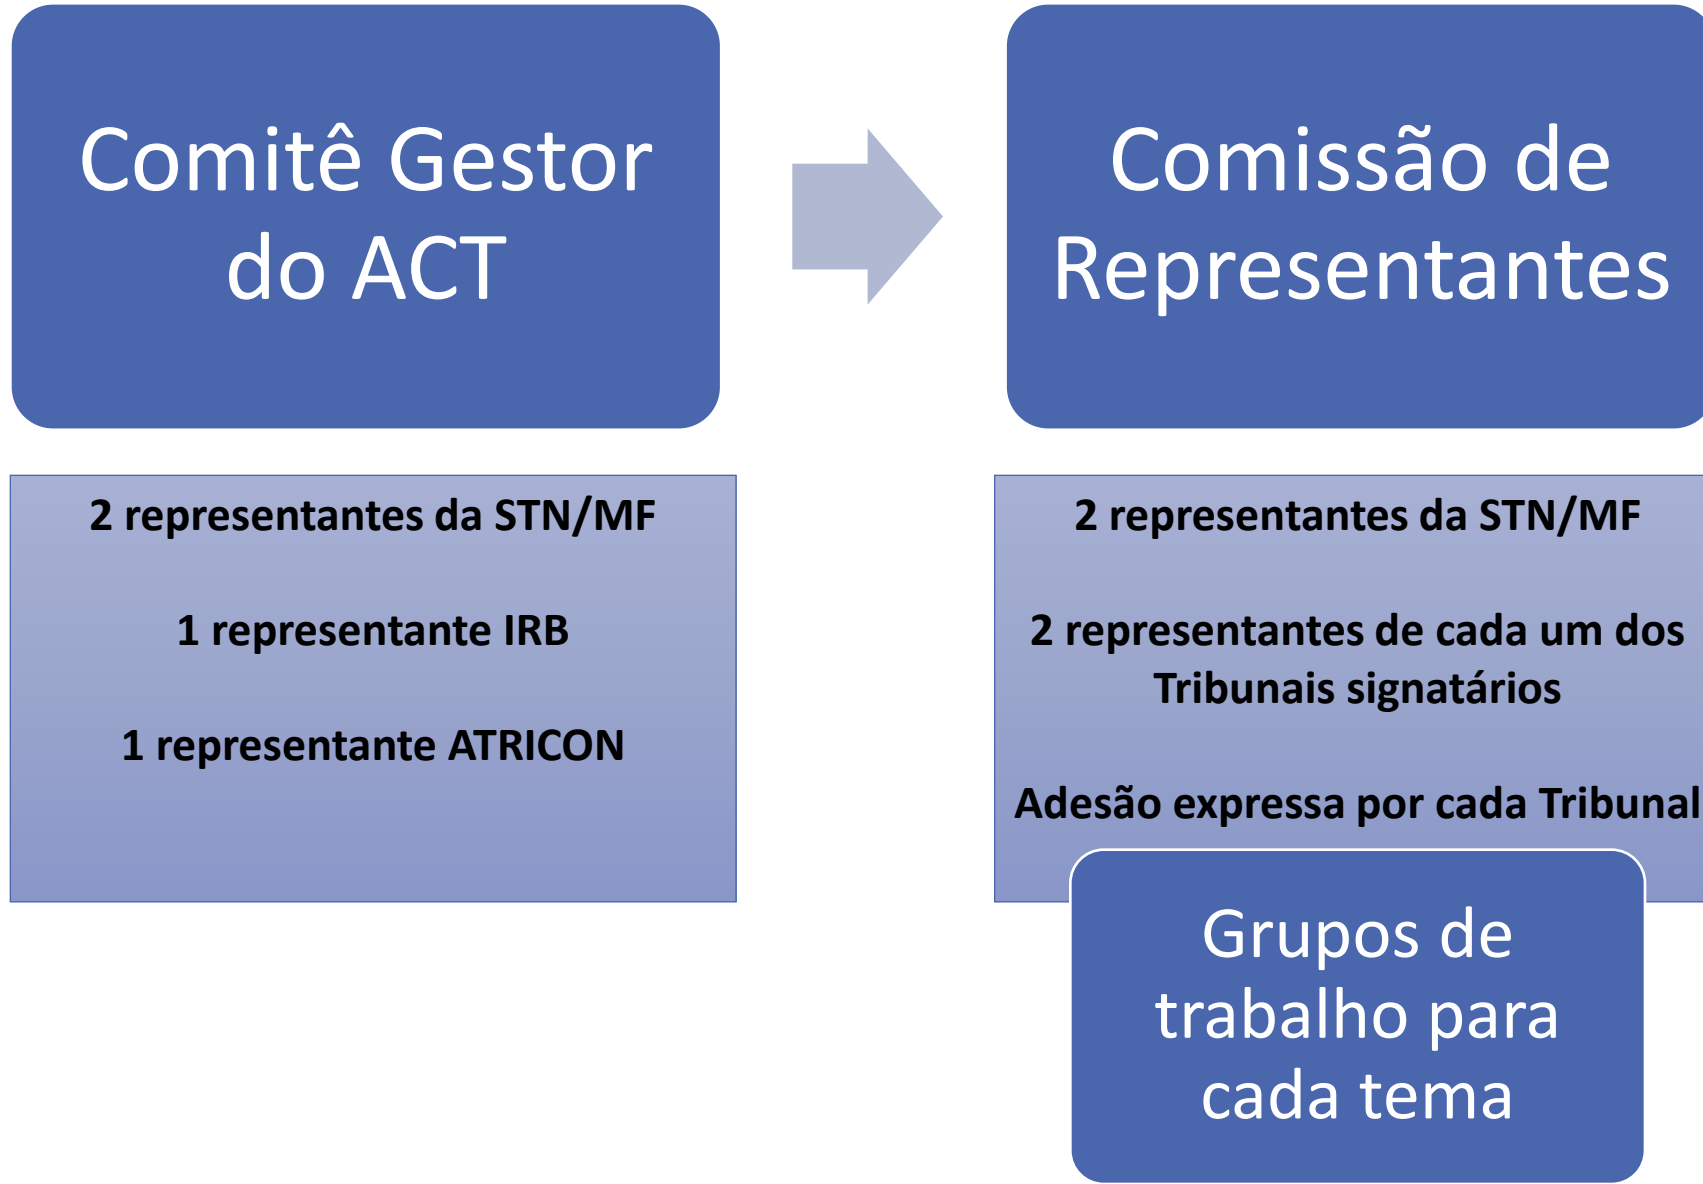 Comitê Gestor
do ACT
2 representantes da STN/MF
1 representante IRB
1 representante ATRICON
Comissão de
Representantes
2 representantes da STN/MF
2 representantes de cada um dos
Tribunais signatários
Adesão expressa por cada Tribunal
Grupos de
trabalho para
cada tema